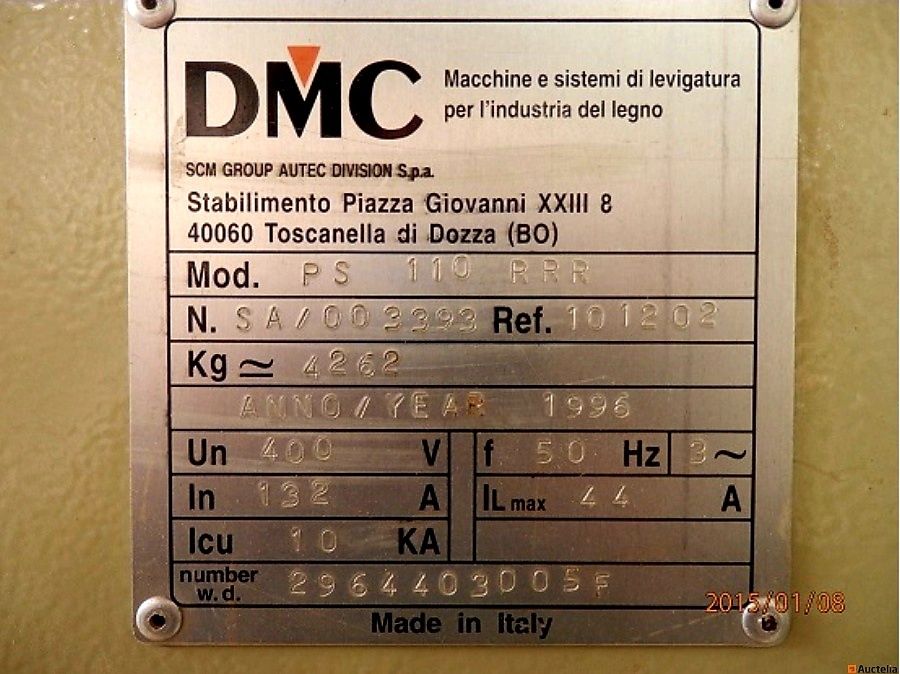 DMC
Macchine e sistemi di levigatura
per l'industria del legno
SCM GROUP AUTEC DIVISION S.p.a.
Stabilimento Piazza Giovanni XXIII 8
40060 Toscanella di Dozza (BO)
Mod. PS 110 RRR
N. SA/003393 Ref. 101202
Kg ≃ 4262
ANNO/YEAR 1996
Un 400 V f 50 Hz 3~
In 132 A IL max 44 A
Icu 10 KA
number w.d. 2964403005F
Made in Italy
2015/01/08
Auctelia